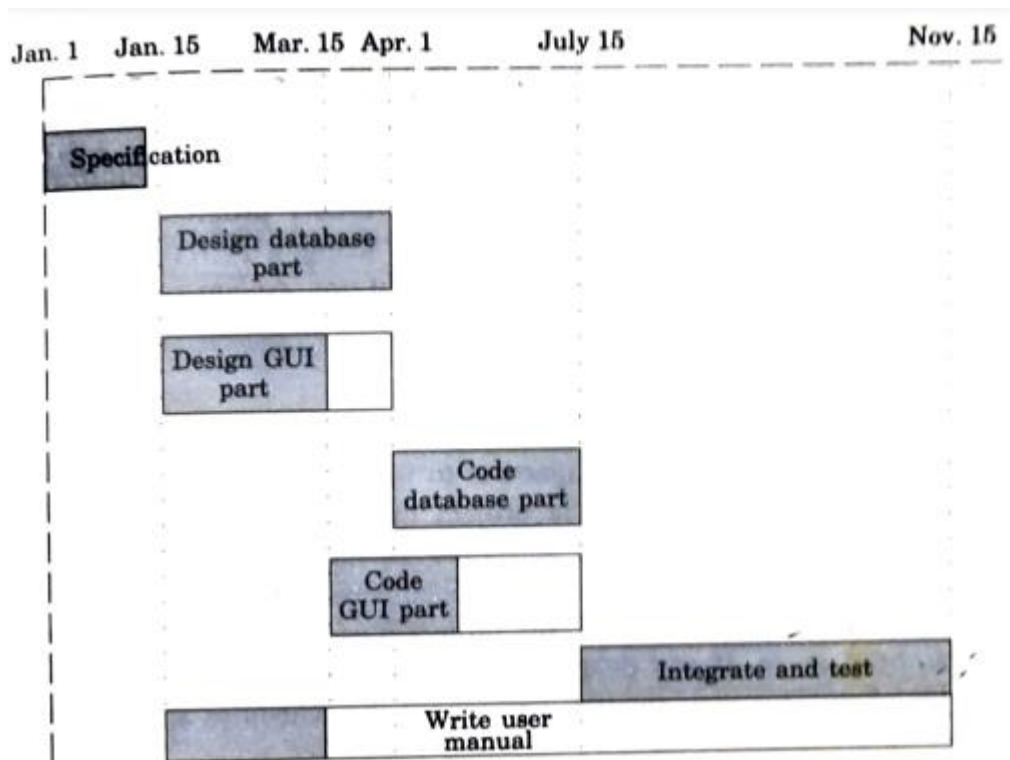 Jan. 1 Jan. 15 Mar. 15 Apr. 1 July 15 Nov. 15
Specification
Design database
part
Design GUI
part
Code
database part
Code
GUI part
Integrate and test
Write user
manual